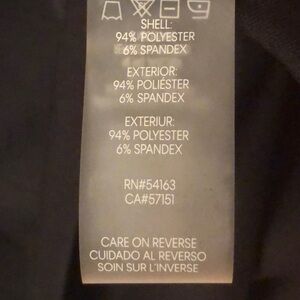 SHELL:
94% POLYESTER
6% SPANDEX
EXTERIOR:
94% POLIÉSTER
6% SPANDEX
EXTERIUR:
94% POLYESTER
6% SPANDEX
RN#54163
CA#57151
CARE ON REVERSE
CUIDADO AL REVERSO
SOIN SUR L'INVERSE